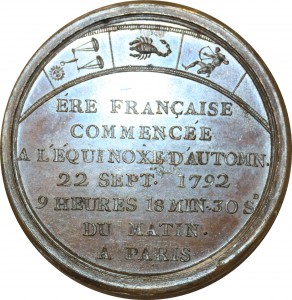 ÈRE FRANÇAISE
COMMENCÉE
A L'ÉQUINOXE D'AUTOMN.
22 SEPT. 1792
9 HEURES 18 MIN. 30 S.
DU MATIN.
A PARIS